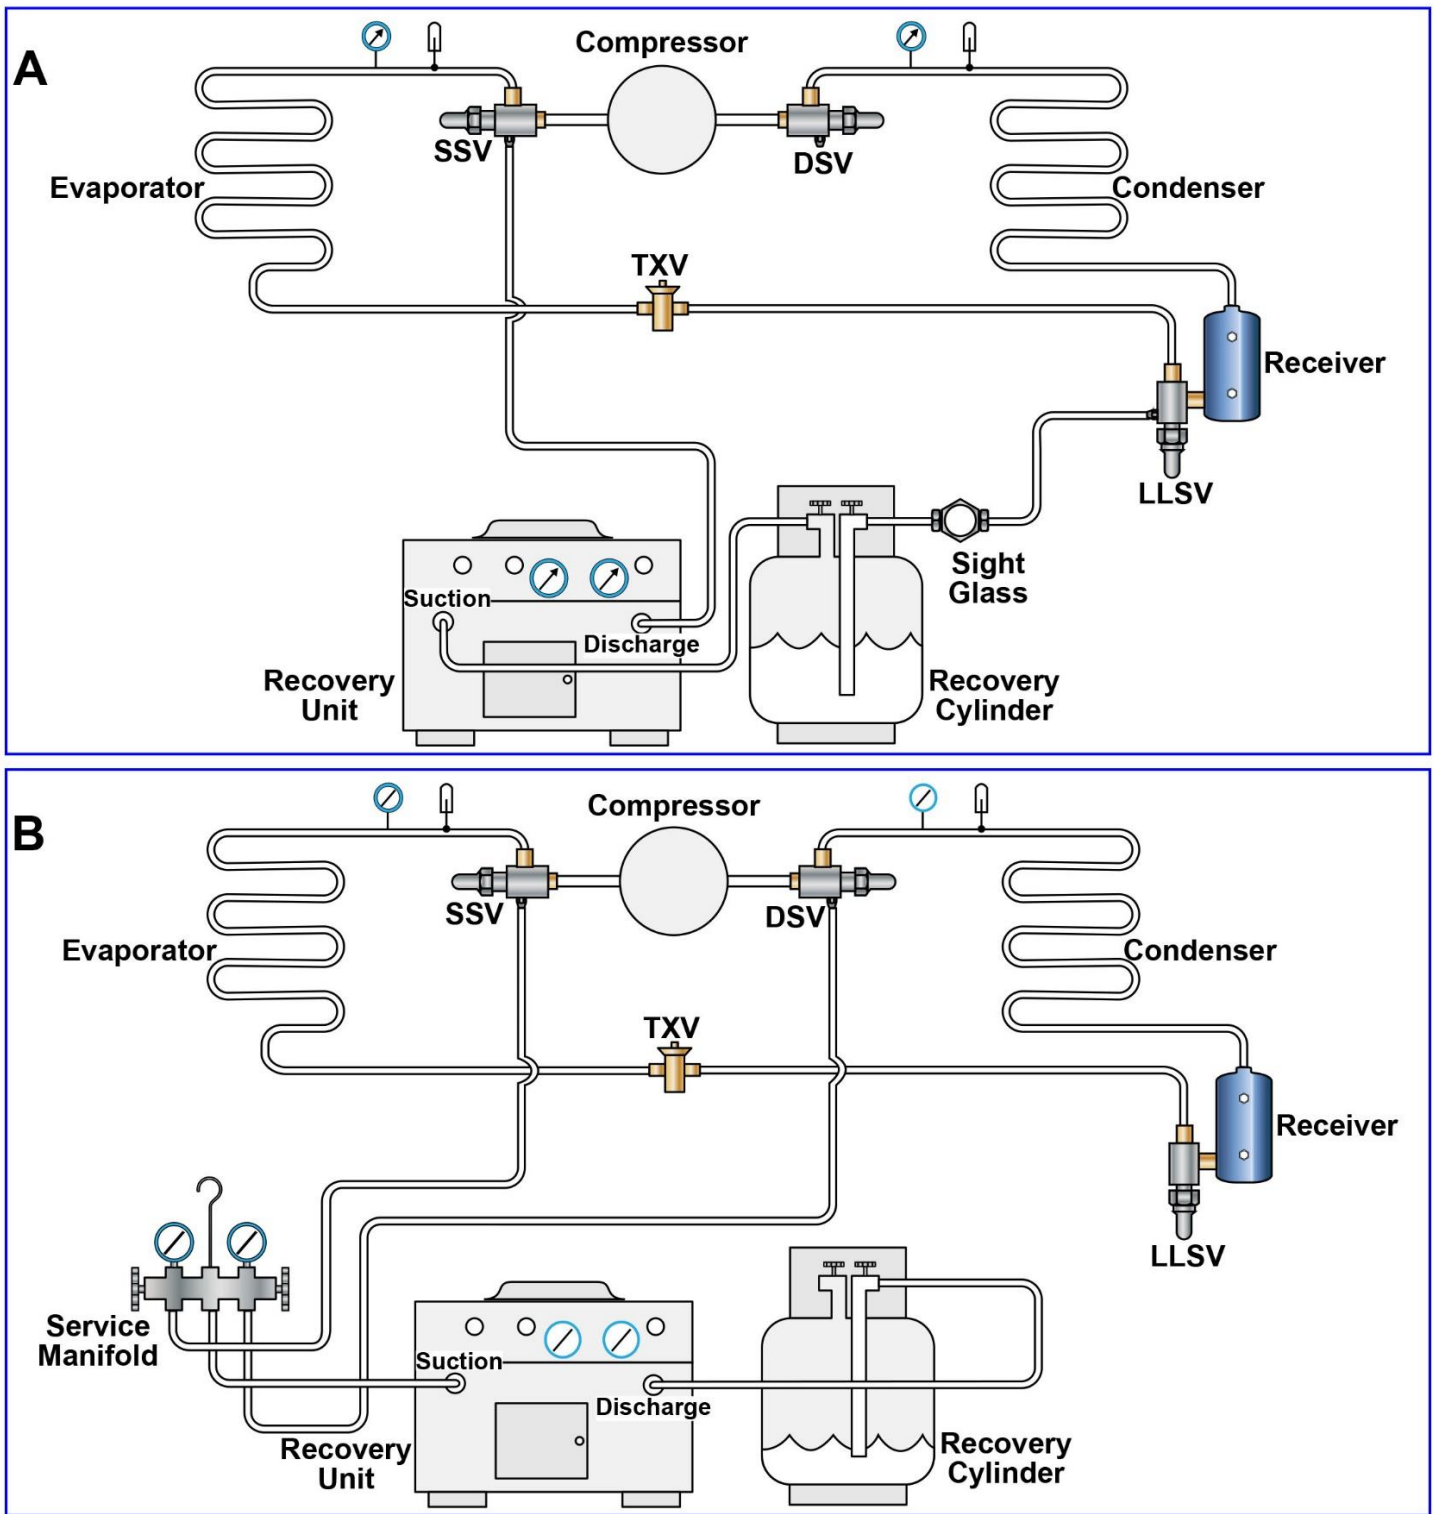 A
Compressor
SSV
DSV
Evaporator
Condenser
TXV
Receiver
LLSV
Sight
Glass
Suction
Discharge
Recovery
Unit
Recovery
Cylinder
B
Compressor
SSV
DSV
Evaporator
Condenser
TXV
Receiver
LLSV
Service
Manifold
Suction
Discharge
Recovery
Unit
Recovery
Cylinder